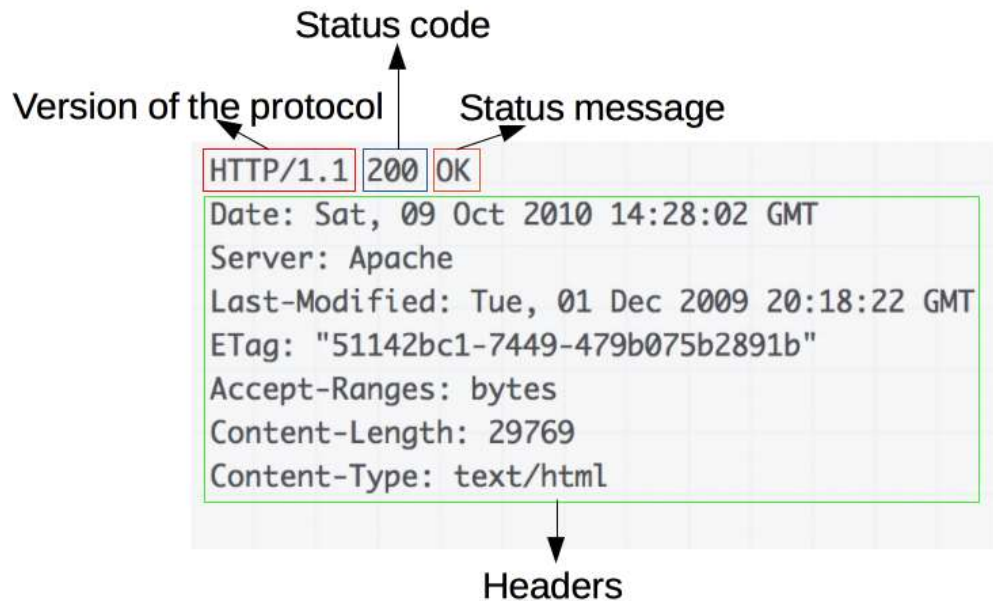 Status code
Version of the protocol Status message
HTTP/1.1 200 OK
Date: Sat, 09 Oct 2010 14:28:02 GMT
Server: Apache
Last-Modified: Tue, 01 Dec 2009 20:18:22 GMT
ETag: "51142bc1-7449-479b075b2891b"
Accept-Ranges: bytes
Content-Length: 29769
Content-Type: text/html
Headers